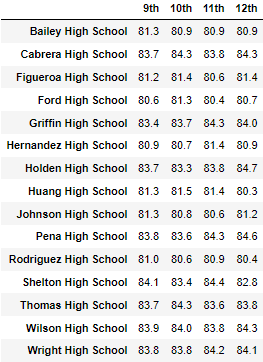 9th 10th 11th 12th
Bailey High School 81.3 80.9 80.9 80.9
Cabrera High School 83.7 84.3 83.8 84.3
Figueroa High School 81.2 81.4 80.6 81.4
Ford High School 80.6 81.3 80.4 80.7
Griffin High School 83.4 83.7 84.3 84.0
Hernandez High School 80.9 80.7 81.4 80.9
Holden High School 83.7 83.3 83.8 84.7
Huang High School 81.3 81.5 81.4 80.3
Johnson High School 81.3 80.8 80.6 81.2
Pena High School 83.8 83.6 84.3 84.6
Rodriguez High School 81.0 80.6 80.9 80.4
Shelton High School 84.1 83.4 84.4 82.8
Thomas High School 83.7 84.3 83.6 83.8
Wilson High School 83.9 84.0 83.8 84.3
Wright High School 83.8 83.8 84.2 84.1